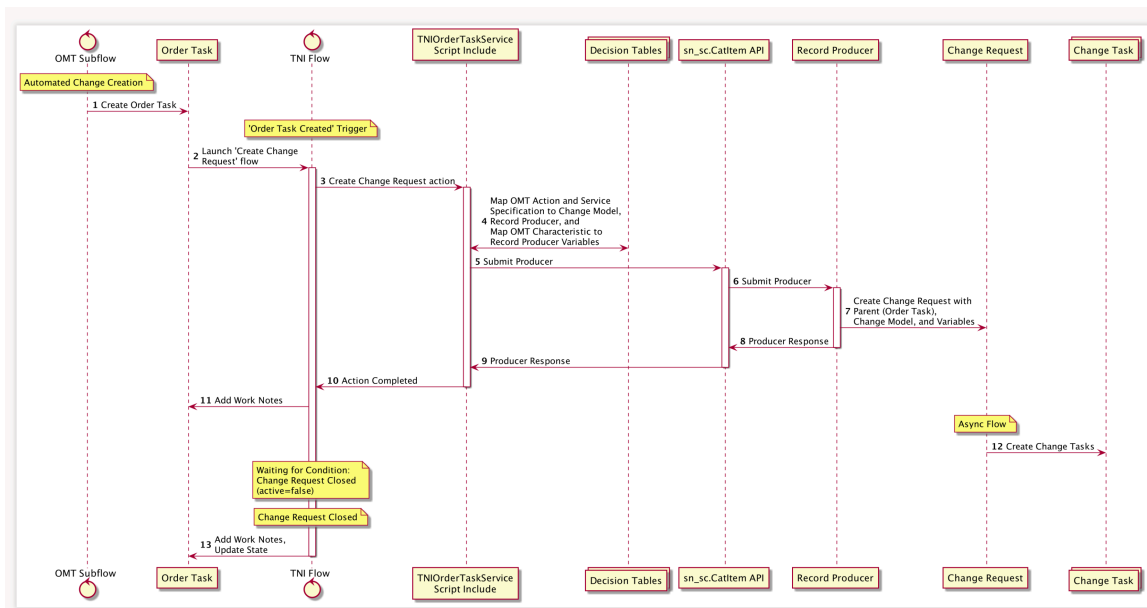 OMT Subflow
Order Task
TNI Flow
TNIOrderTaskService
Script Include
Decision Tables
sn_sc.CatItem API
Record Producer
Change Request
Change Task
Automated Change Creation
1 Create Order Task
'Order Task Created' Trigger
2 Launch 'Create Change
Request' flow
3 Create Change Request action
Map OMT Action and Service
Specification to Change Model,
4 Record Producer, and
Map OMT Characteristic to
Record Producer Variables
5 Submit Producer
6 Submit Producer
Create Change Request with
7 Parent (Order Task),
Change Model, and Variables
8 Producer Response
9 Producer Response
10 Action Completed
11 Add Work Notes
Async Flow
12 Create Change Tasks
Waiting for Condition:
Change Request Closed
(active=false)
Change Request Closed
13 Add Work Notes,
Update State
OMT Subflow
Order Task
TNI Flow
TNIOrderTaskService
Script Include
Decision Tables
sn_sc.CatItem API
Record Producer
Change Request
Change Task